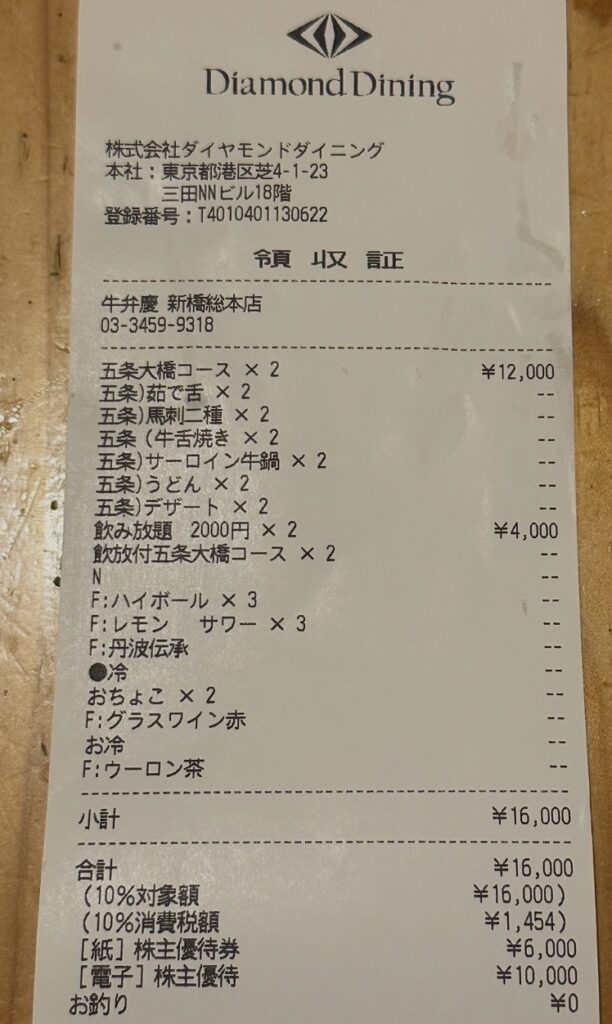 Diamond Dining
株式会社ダイヤモンドダイニング
本社：東京都港区芝4-1-23
三田NNビル18階
登録番号：T4010401130622
領収証
牛弁慶 新橋総本店
03-3459-9318
五条大橋コース × 2 ¥12,000
五条)茹で舌 × 2 --
五条)馬刺二種 × 2 --
五条（牛舌焼き × 2 --
五条)サーロイン牛鍋 × 2 --
五条)うどん × 2 --
五条)デザート × 2 --
飲み放題 2000円 × 2 ¥4,000
飲放付五条大橋コース × 2 --
N --
F:ハイボール × 3 --
F:レモン サワー × 3 --
F:丹波伝承 --
●冷 --
おちょこ × 2 --
F:グラスワイン赤 --
お冷 --
F:ウーロン茶 --
小計 ¥16,000
合計 ¥16,000
(10%対象額 ¥16,000)
(10%消費税額 ¥1,454)
[紙] 株主優待券 ¥6,000
[電子] 株主優待 ¥10,000
お釣り ¥0